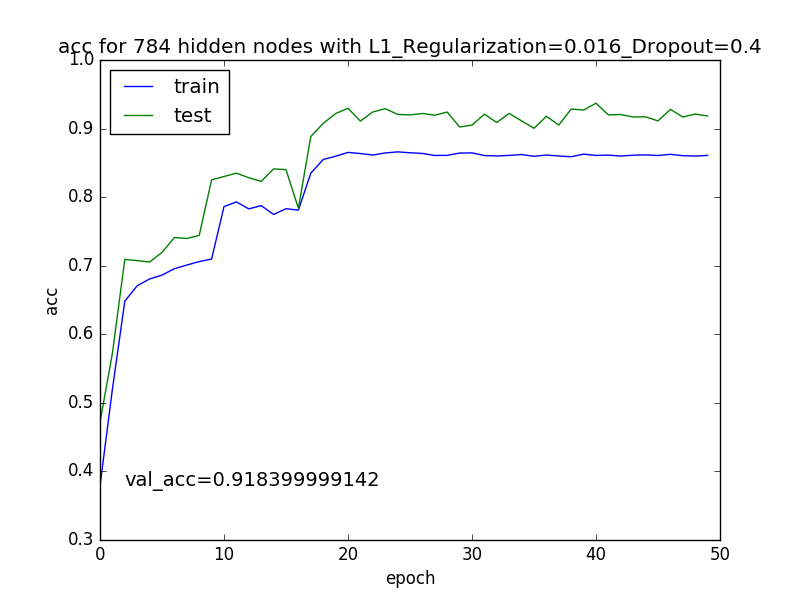 acc for 784 hidden nodes with L1_Regularization=0.016_Dropout=0.4
1.0
train
test
0.9
0.8
0.7
0.6
acc
0.5
0.4
val_acc=0.918399999142
0.3
0 10 20 30 40 50
epoch